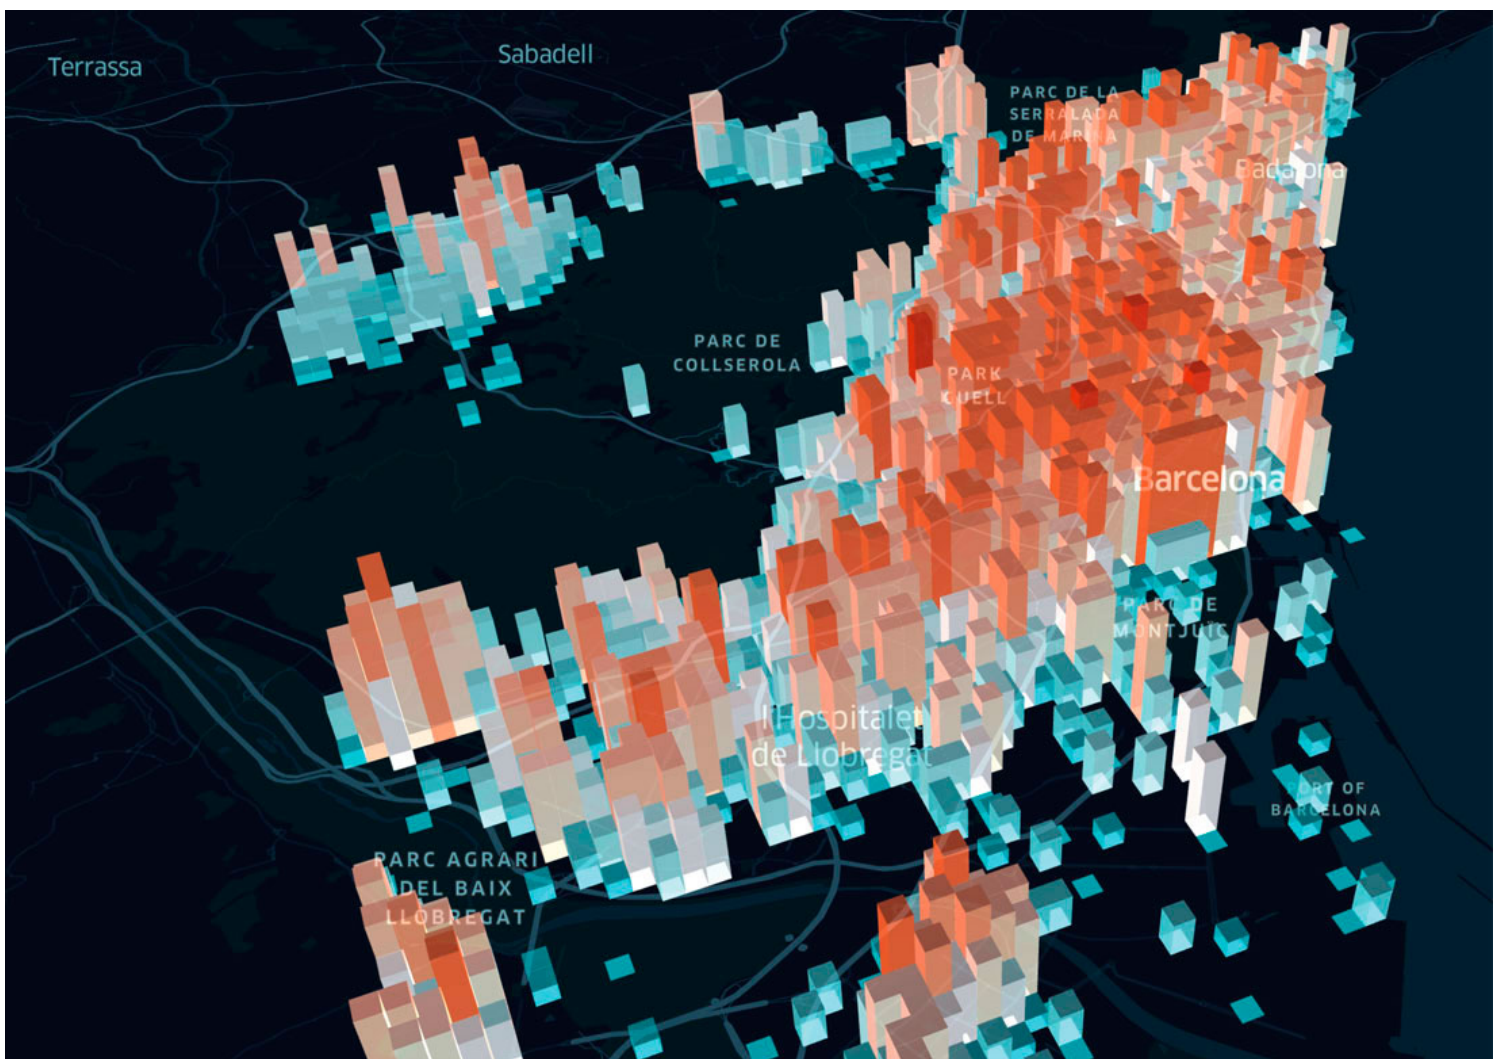 Terrassa
Sabadell
PARC DE LA
SERRALADA
DE MARINA
Badalona
PARC DE
COLLSEROLA
PARK
GÜELL
Barcelona
PARC DE
MONTJUÏC
l'Hospitalet
de Llobregat
PORT OF
BARCELONA
PARC AGRARI
DEL BAIX
LLOBREGAT